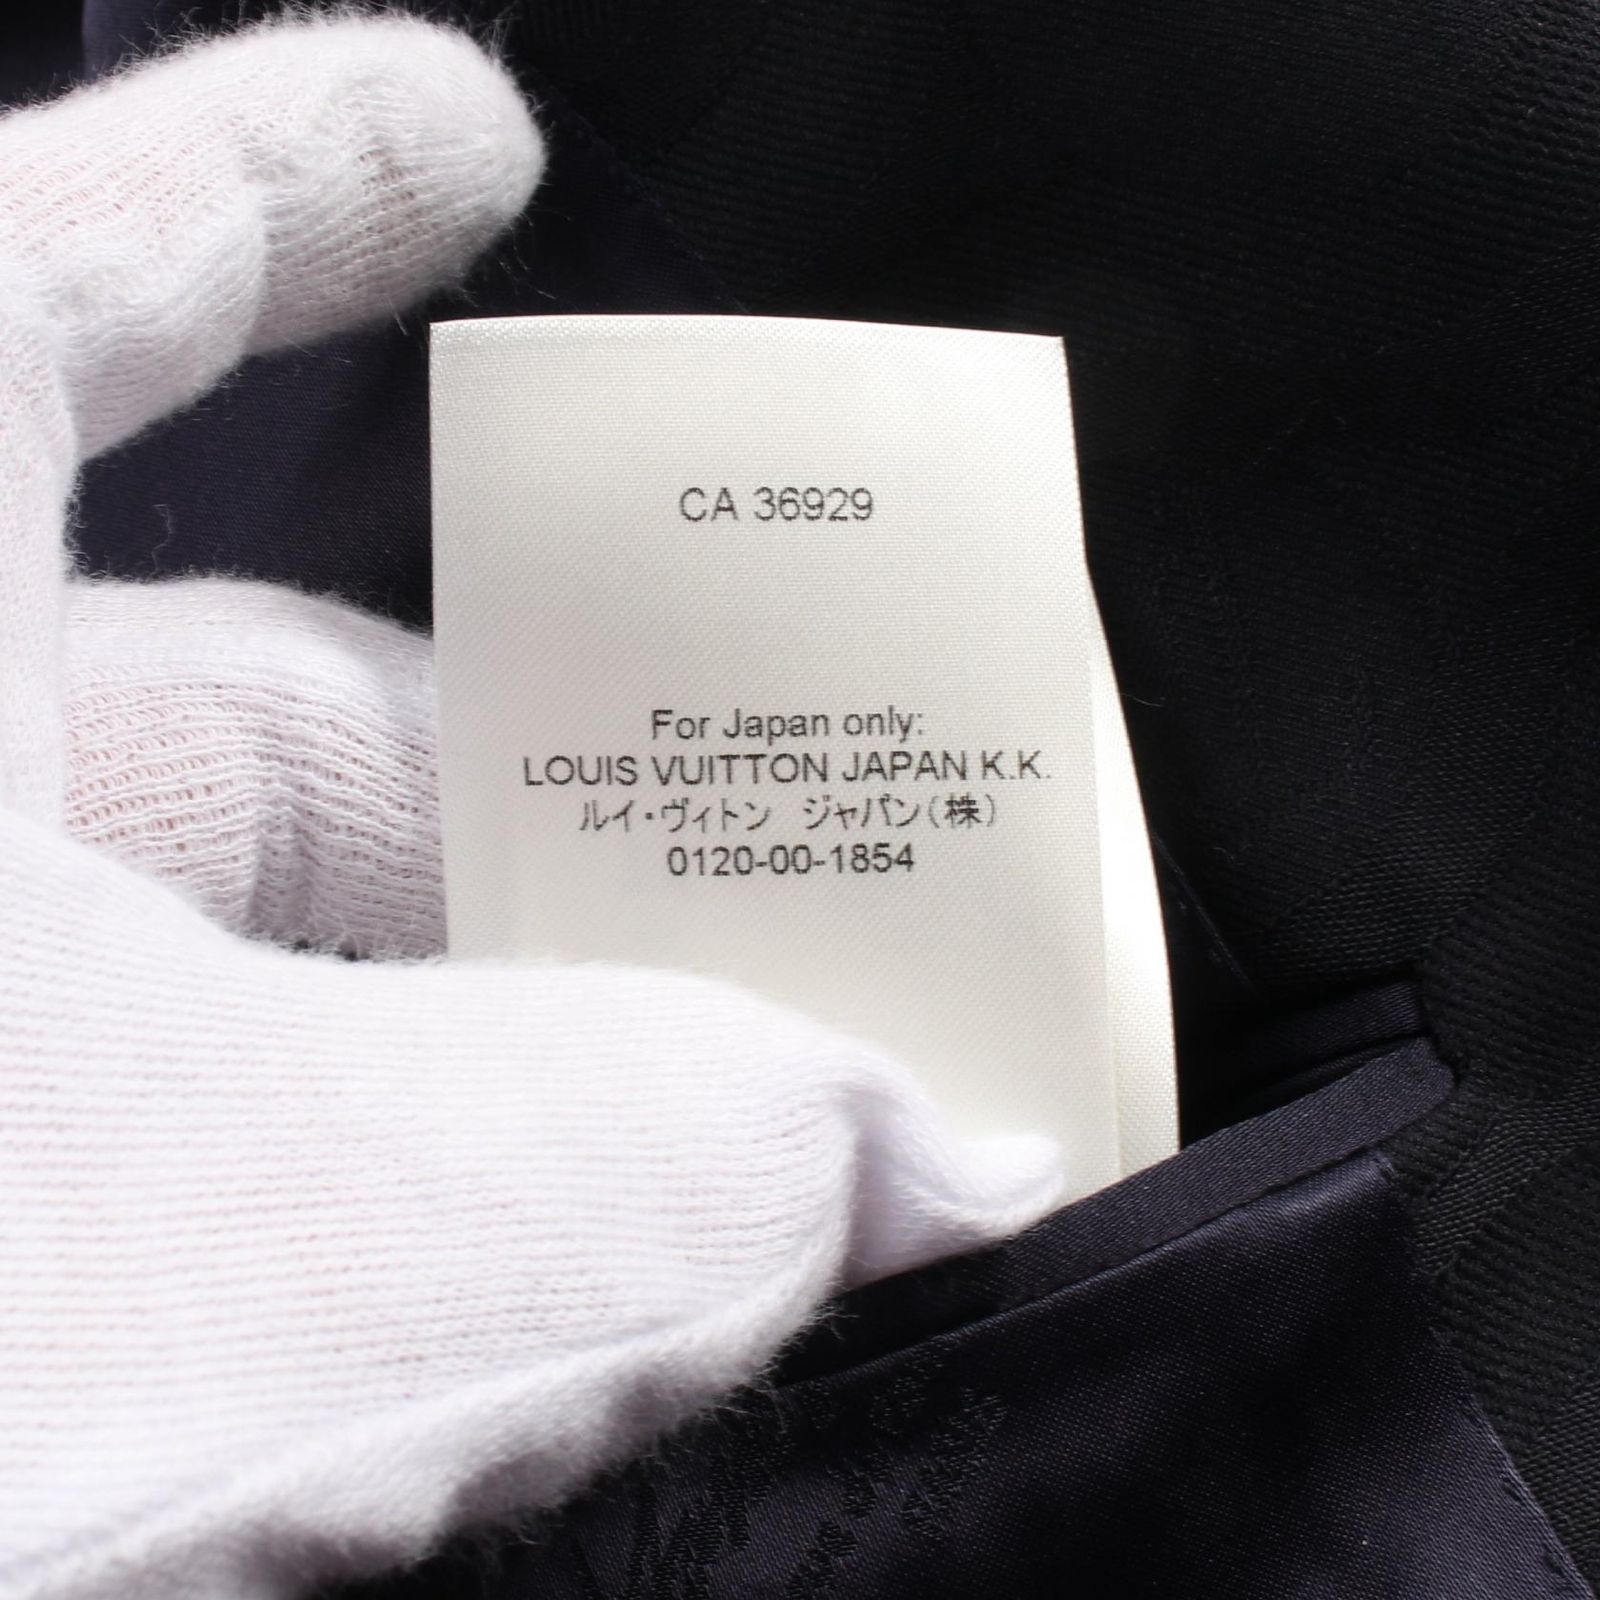 CA 36929
For Japan only:
LOUIS VUITTON JAPAN K.K.
ルイ・ヴィトン　ジャパン（株）
0120-00-1854